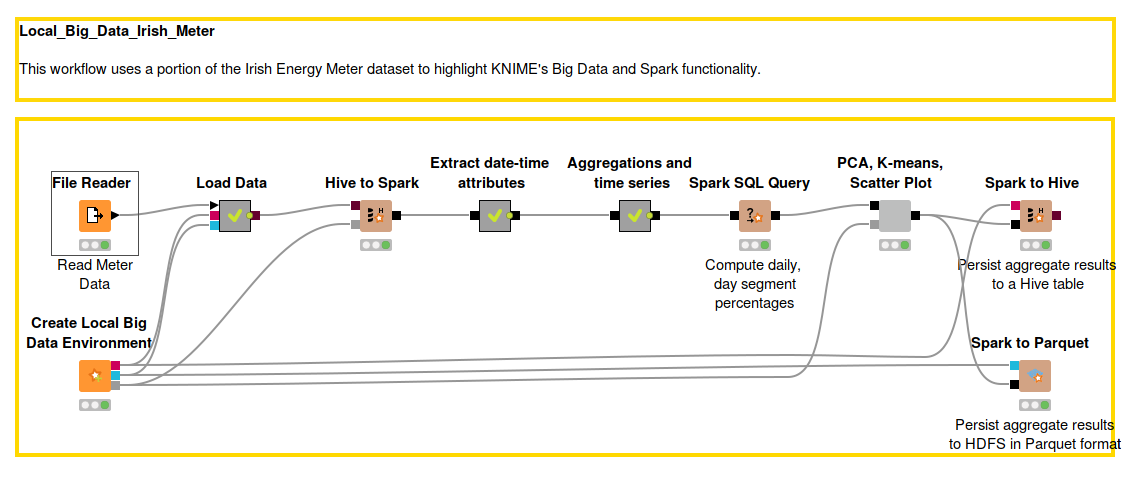 Local_Big_Data_Irish_Meter
This workflow uses a portion of the Irish Energy Meter dataset to highlight KNIME's Big Data and Spark functionality.
File Reader
Read Meter
Data
Load Data
Hive to Spark
H
Extract date-time
attributes
Aggregations and
time series
Spark SQL Query
?
Compute daily,
day segment
percentages
PCA, K-means,
Scatter Plot
Spark to Hive
H
Persist aggregate results
to a Hive table
Create Local Big
Data Environment
Spark to Parquet
Persist aggregate results
to HDFS in Parquet format